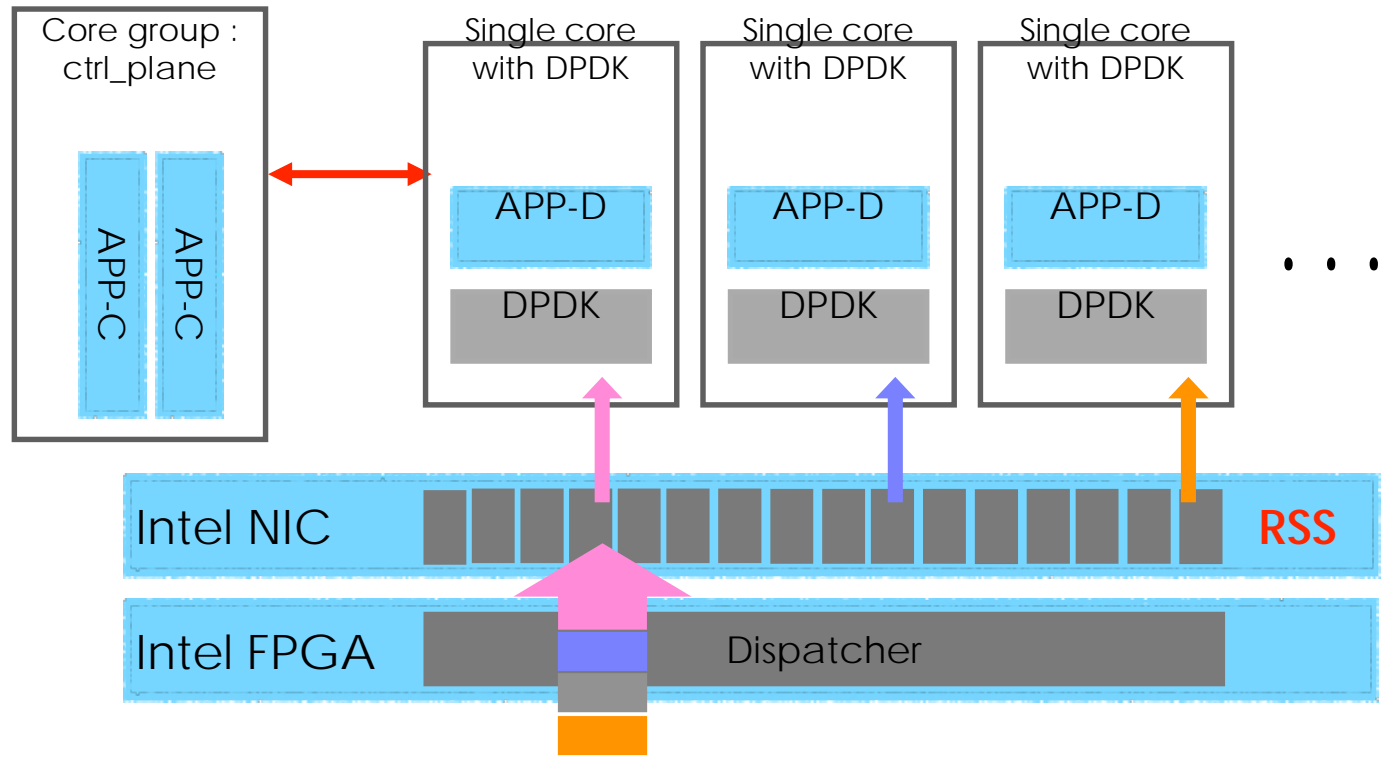 Core group :
ctrl_plane
APP-C
APP-C
Single core
with DPDK
APP-D
DPDK
Single core
with DPDK
APP-D
DPDK
Single core
with DPDK
APP-D
DPDK
. . .
Intel NIC
RSS
Intel FPGA
Dispatcher